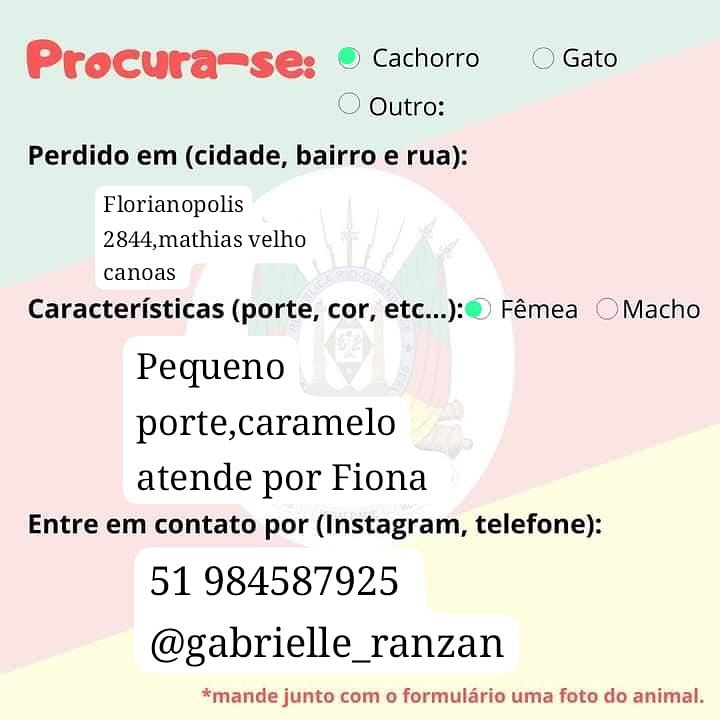 Procura-se: Cachorro Gato
Outro:
Perdido em (cidade, bairro e rua):
Florianopolis
2844,mathias velho
canoas
Características (porte, cor, etc...): Fêmea Macho
Pequeno
porte,caramelo
atende por Fiona
Entre em contato por (Instagram, telefone):
51 984587925
@gabrielle_ranzan
*mande junto com o formulário uma foto do animal.